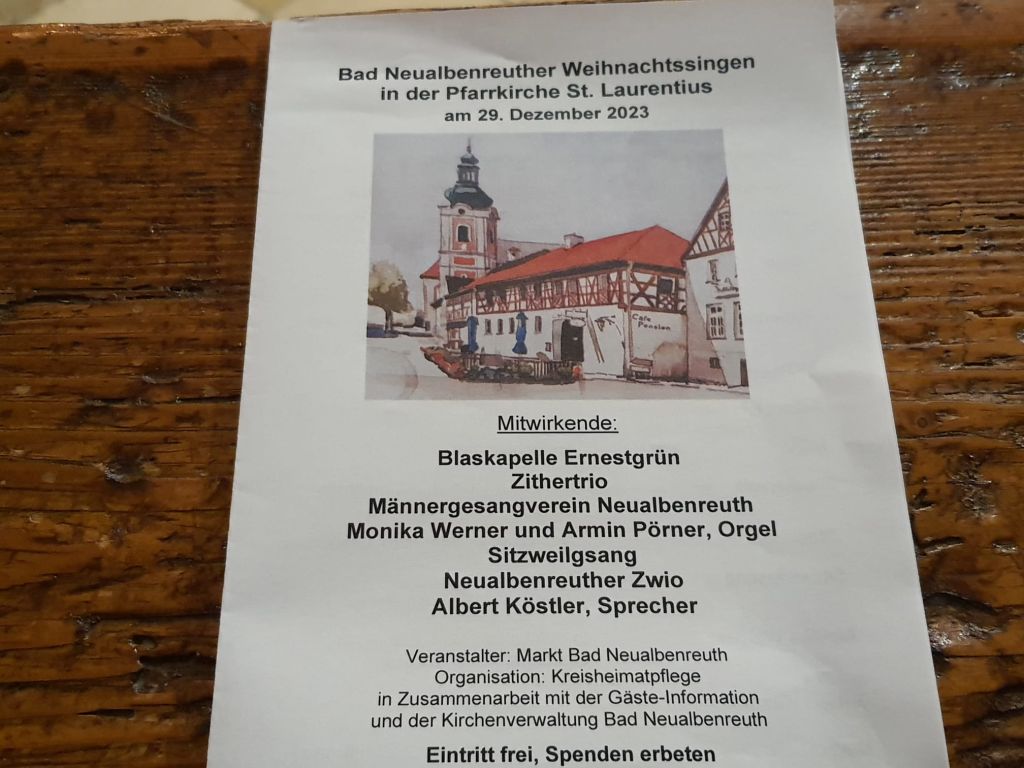 Bad Neualbenreuther Weihnachtssingen
in der Pfarrkirche St. Laurentius
am 29. Dezember 2023
Cafe
Pension
Mitwirkende:
Blaskapelle Ernestgrün
Zithertrio
Männergesangverein Neualbenreuth
Monika Werner und Armin Pörner, Orgel
Sitzweilgsang
Neualbenreuther Zwio
Albert Köstler, Sprecher
Veranstalter: Markt Bad Neualbenreuth
Organisation: Kreisheimatpflege
in Zusammenarbeit mit der Gäste-Information
und der Kirchenverwaltung Bad Neualbenreuth
Eintritt frei, Spenden erbeten